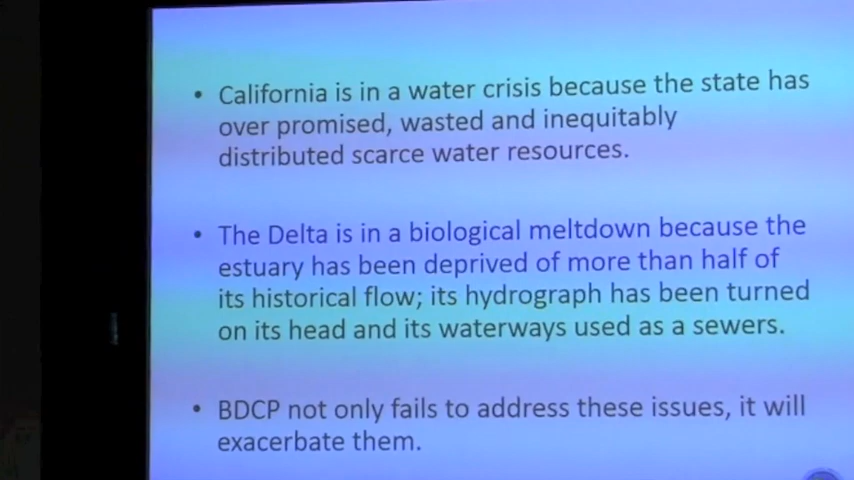 • California is in a water crisis because the state has
over promised, wasted and inequitably
distributed scarce water resources.
• The Delta is in a biological meltdown because the
estuary has been deprived of more than half of
its historical flow; its hydrograph has been turned
on its head and its waterways used as a sewers.
• BDCP not only fails to address these issues, it will
exacerbate them.